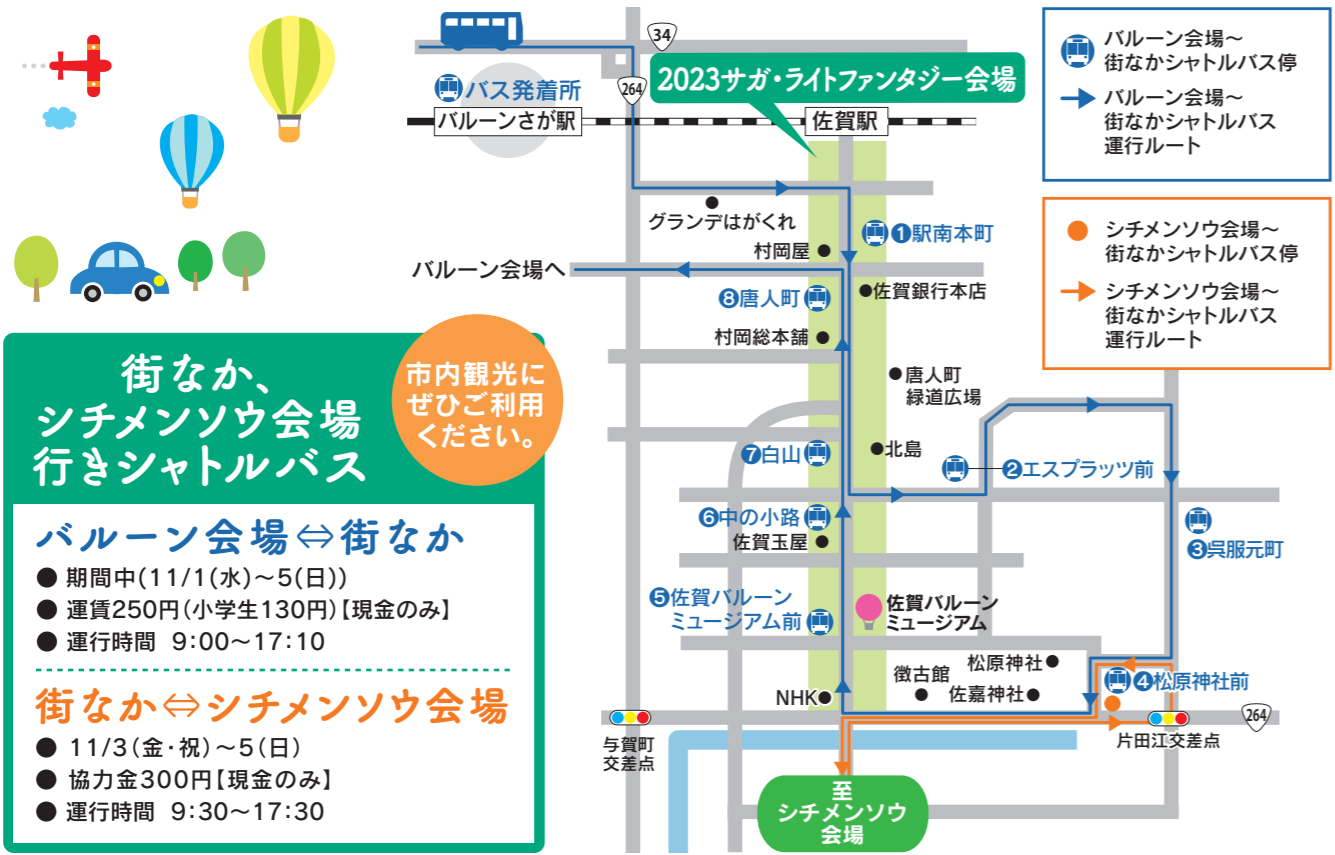 34
264
バス発着所
バルーンさが駅
2023サガ・ライトファンタジー会場
佐賀駅
グランデはがくれ
❶駅南本町
村岡屋
バルーン会場へ
佐賀銀行本店
❽唐人町
村岡総本舗
唐人町
緑道広場
❼白山
北島
❷エスプラッツ前
❻中の小路
佐賀玉屋
❸呉服元町
❺佐賀バルーン
ミュージアム前
佐賀バルーン
ミュージアム
徴古館
松原神社
佐嘉神社
❹松原神社前
NHK
264
与賀町
交差点
片田江交差点
至
シチメンソウ
会場
バルーン会場～
街なかシャトルバス停
バルーン会場～
街なかシャトルバス
運行ルート
シチメンソウ会場～
街なかシャトルバス停
シチメンソウ会場～
街なかシャトルバス
運行ルート
市内観光に
ぜひご利用
ください。
街なか、
シチメンソウ会場
行きシャトルバス
バルーン会場⇔街なか
● 期間中(11/1(水)～5(日))
● 運賃250円(小学生130円)【現金のみ】
● 運行時間 9:00～17:10
街なか⇔シチメンソウ会場
● 11/3(金・祝)～5(日)
● 協力金300円【現金のみ】
● 運行時間 9:30～17:30